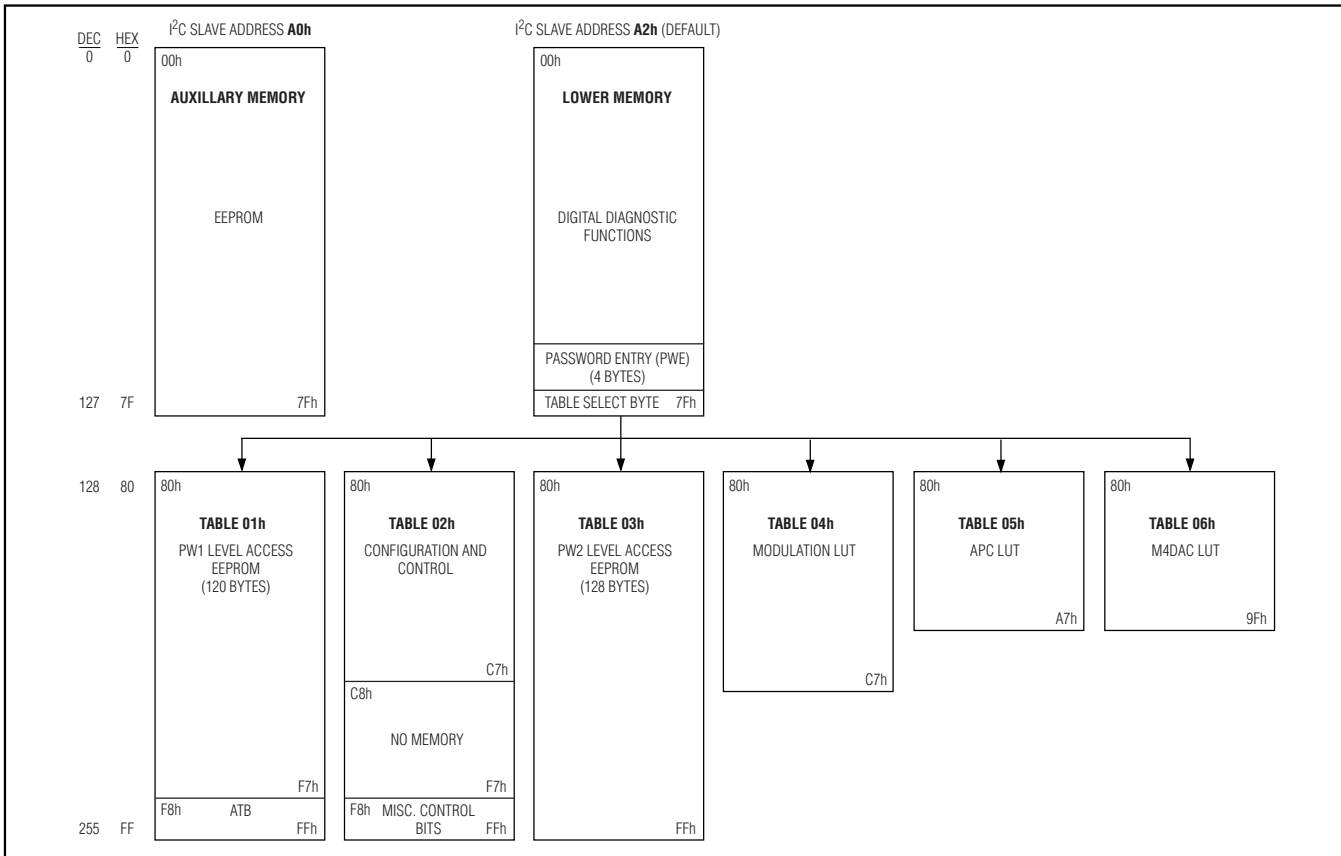 I²C SLAVE ADDRESS A0h
I²C SLAVE ADDRESS A2h (DEFAULT)
DEC HEX
0 0
00h
AUXILLARY MEMORY
EEPROM
7Fh
00h
LOWER MEMORY
DIGITAL DIAGNOSTIC
FUNCTIONS
PASSWORD ENTRY (PWE)
(4 BYTES)
TABLE SELECT BYTE 7Fh
127 7F
128 80
80h
TABLE 01h
PW1 LEVEL ACCESS
EEPROM
(120 BYTES)
F7h
F8h ATB
FFh
80h
TABLE 02h
CONFIGURATION AND
CONTROL
C7h
C8h
NO MEMORY
F7h
F8h MISC. CONTROL
BITS FFh
80h
TABLE 03h
PW2 LEVEL ACCESS
EEPROM
(128 BYTES)
FFh
80h
TABLE 04h
MODULATION LUT
C7h
80h
TABLE 05h
APC LUT
A7h
80h
TABLE 06h
M4DAC LUT
9Fh
255 FF